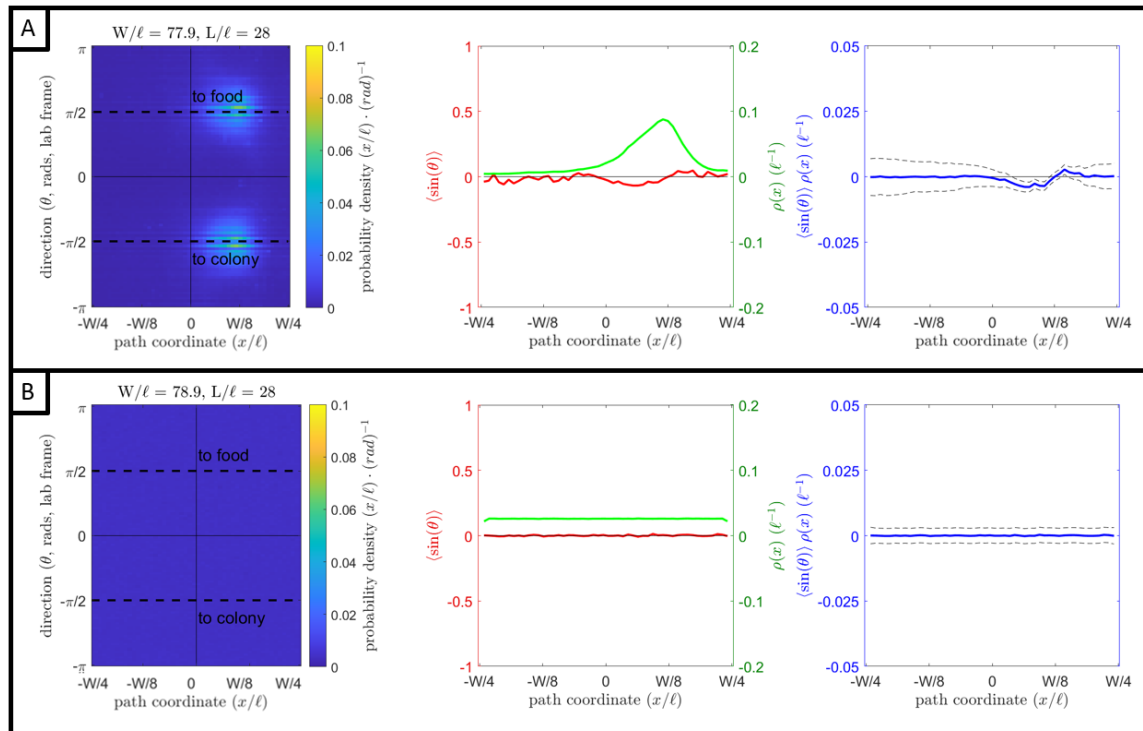 A
W/ℓ = 77.9, L/ℓ = 28
π
π/2
0
-π/2
-π
direction (θ, rads, lab frame)
to food
to colony
-W/4 -W/8 0 W/8 W/4
path coordinate (x/ℓ)
0.1
0.08
0.06
0.04
0.02
0
probability density (x/ℓ) · (rad)⁻¹
1
0.5
0
-0.5
-1
⟨sin(θ)⟩
0.2
0.1
0
-0.1
-0.2
ρ(x) (ℓ⁻¹)
-W/4 -W/8 0 W/8 W/4
path coordinate (x/ℓ)
0.05
0.025
0
-0.025
-0.05
⟨sin(θ)⟩ ρ(x) (ℓ⁻¹)
-W/4 -W/8 0 W/8 W/4
path coordinate (x/ℓ)
B
W/ℓ = 78.9, L/ℓ = 28
π
π/2
0
-π/2
-π
direction (θ, rads, lab frame)
to food
to colony
-W/4 -W/8 0 W/8 W/4
path coordinate (x/ℓ)
0.1
0.08
0.06
0.04
0.02
0
probability density (x/ℓ) · (rad)⁻¹
1
0.5
0
-0.5
-1
⟨sin(θ)⟩
0.2
0.1
0
-0.1
-0.2
ρ(x) (ℓ⁻¹)
-W/4 -W/8 0 W/8 W/4
path coordinate (x/ℓ)
0.05
0.025
0
-0.025
-0.05
⟨sin(θ)⟩ ρ(x) (ℓ⁻¹)
-W/4 -W/8 0 W/8 W/4
path coordinate (x/ℓ)